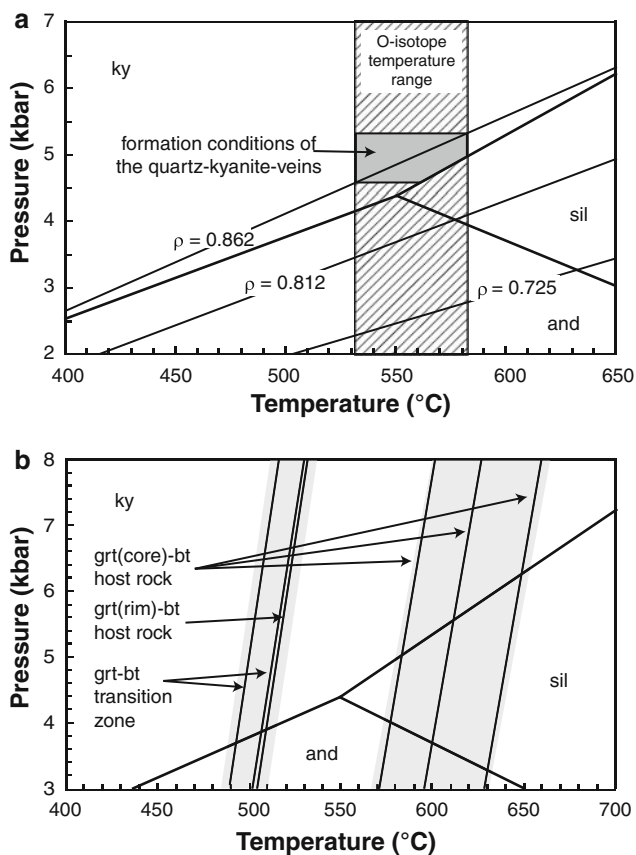 a
7
6
5
4
3
2
Pressure (kbar)
ky
O-isotope
temperature
range
formation conditions of
the quartz-kyanite-veins
ρ = 0.862
ρ = 0.812
ρ = 0.725
sil
and
400
450
500
550
600
650
Temperature (°C)
b
8
7
6
5
4
3
Pressure (kbar)
ky
grt(core)-bt
host rock
grt(rim)-bt
host rock
grt-bt
transition
zone
and
sil
400
450
500
550
600
650
700
Temperature (°C)